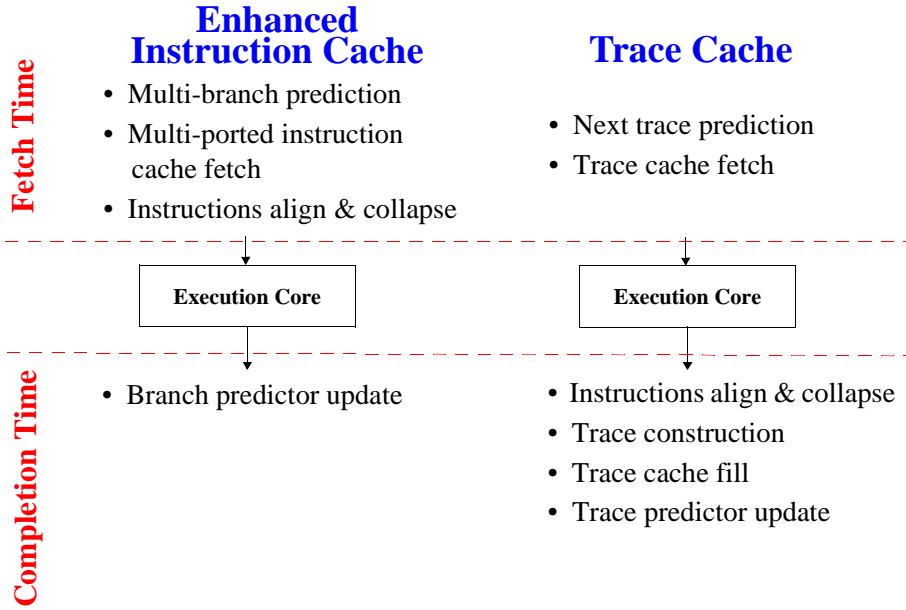 Enhanced
Instruction Cache
Trace Cache
Fetch Time
• Multi-branch prediction
• Multi-ported instruction
cache fetch
• Instructions align & collapse
• Next trace prediction
• Trace cache fetch
Execution Core
Execution Core
Completion Time
• Branch predictor update
• Instructions align & collapse
• Trace construction
• Trace cache fill
• Trace predictor update